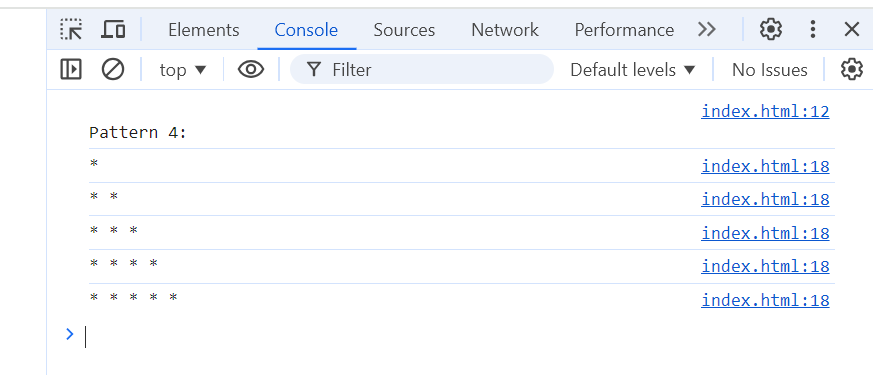 Elements Console Sources Network Performance
top Filter Default levels No Issues
index.html:12
Pattern 4:
* index.html:18
* * index.html:18
* * * index.html:18
* * * * index.html:18
* * * * * index.html:18